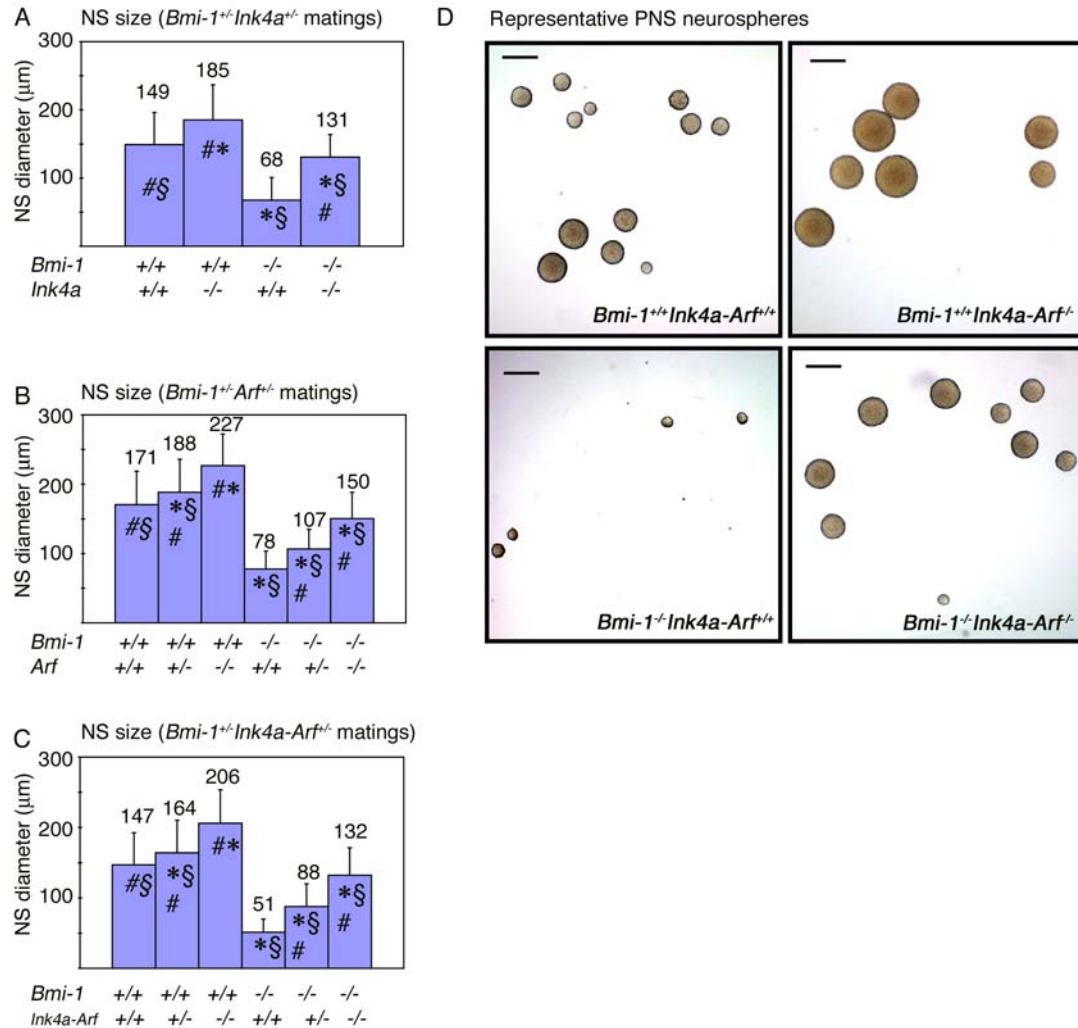 A NS size (Bmi-1+/-Ink4a+/- matings)
NS diameter (μm)
300
200
100
149
185
68
131
#§
#*
*§
*§
#
Bmi-1 +/+ +/+ -/- -/-
Ink4a +/+ -/- +/+ -/-
B NS size (Bmi-1+/-Arf+/- matings)
NS diameter (μm)
300
200
100
171
188
227
78
107
150
#§
*§
#
#*
*§
*§
#
*§
#
Bmi-1 +/+ +/+ +/+ -/- -/- -/-
Arf +/+ +/- -/- +/+ +/- -/-
C NS size (Bmi-1+/-Ink4a-Arf+/- matings)
NS diameter (μm)
300
200
100
147
164
206
51
88
132
#§
*§
#
#*
*§
*§
#
*§
#
Bmi-1 +/+ +/+ +/+ -/- -/- -/-
Ink4a-Arf +/+ +/- -/- +/+ +/- -/-
D Representative PNS neurospheres
Bmi-1+/+Ink4a-Arf+/+
Bmi-1+/+Ink4a-Arf-/-
Bmi-1-/-Ink4a-Arf+/+
Bmi-1-/-Ink4a-Arf-/-